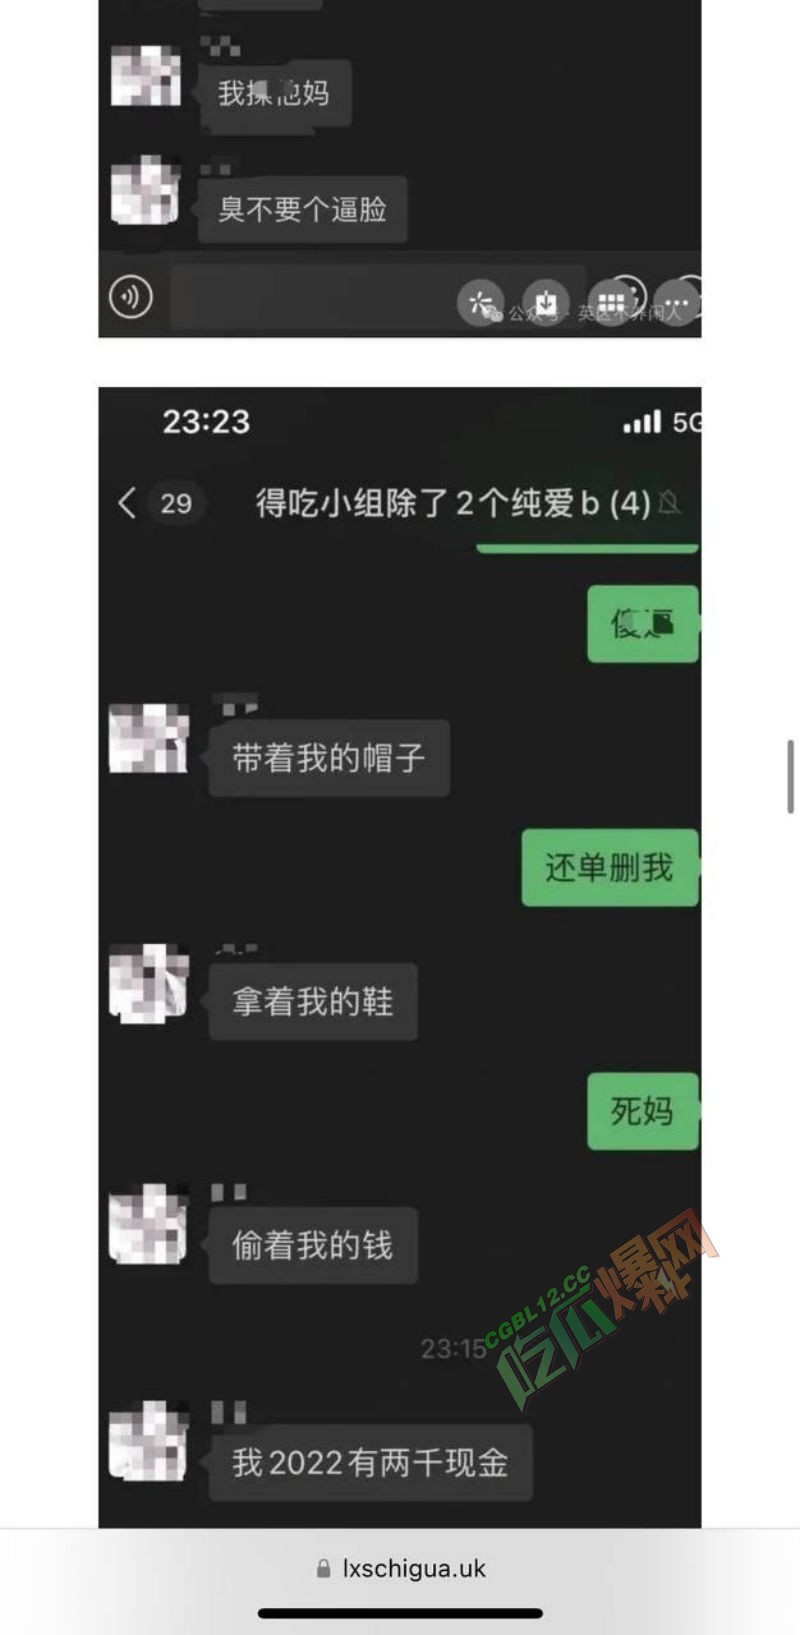 我操他妈
臭不要个逼脸
公众号·英区不养闲人
23:23
5G
29
得吃小组除了2个纯爱b(4)
傻逼
带着我的帽子
还单删我
拿着我的鞋
死妈
偷着我的钱
CGBL12.CC
吃瓜爆料网
23:15
我2022有两千现金
lxschigua.uk